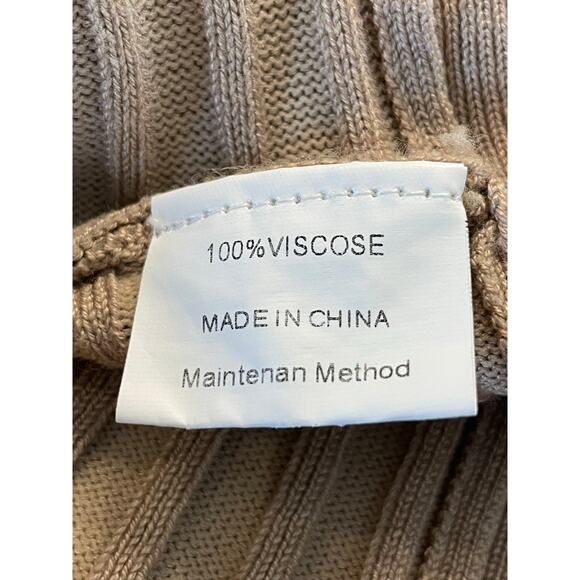 100%VISCOSE
MADE IN CHINA
Maintenan Method